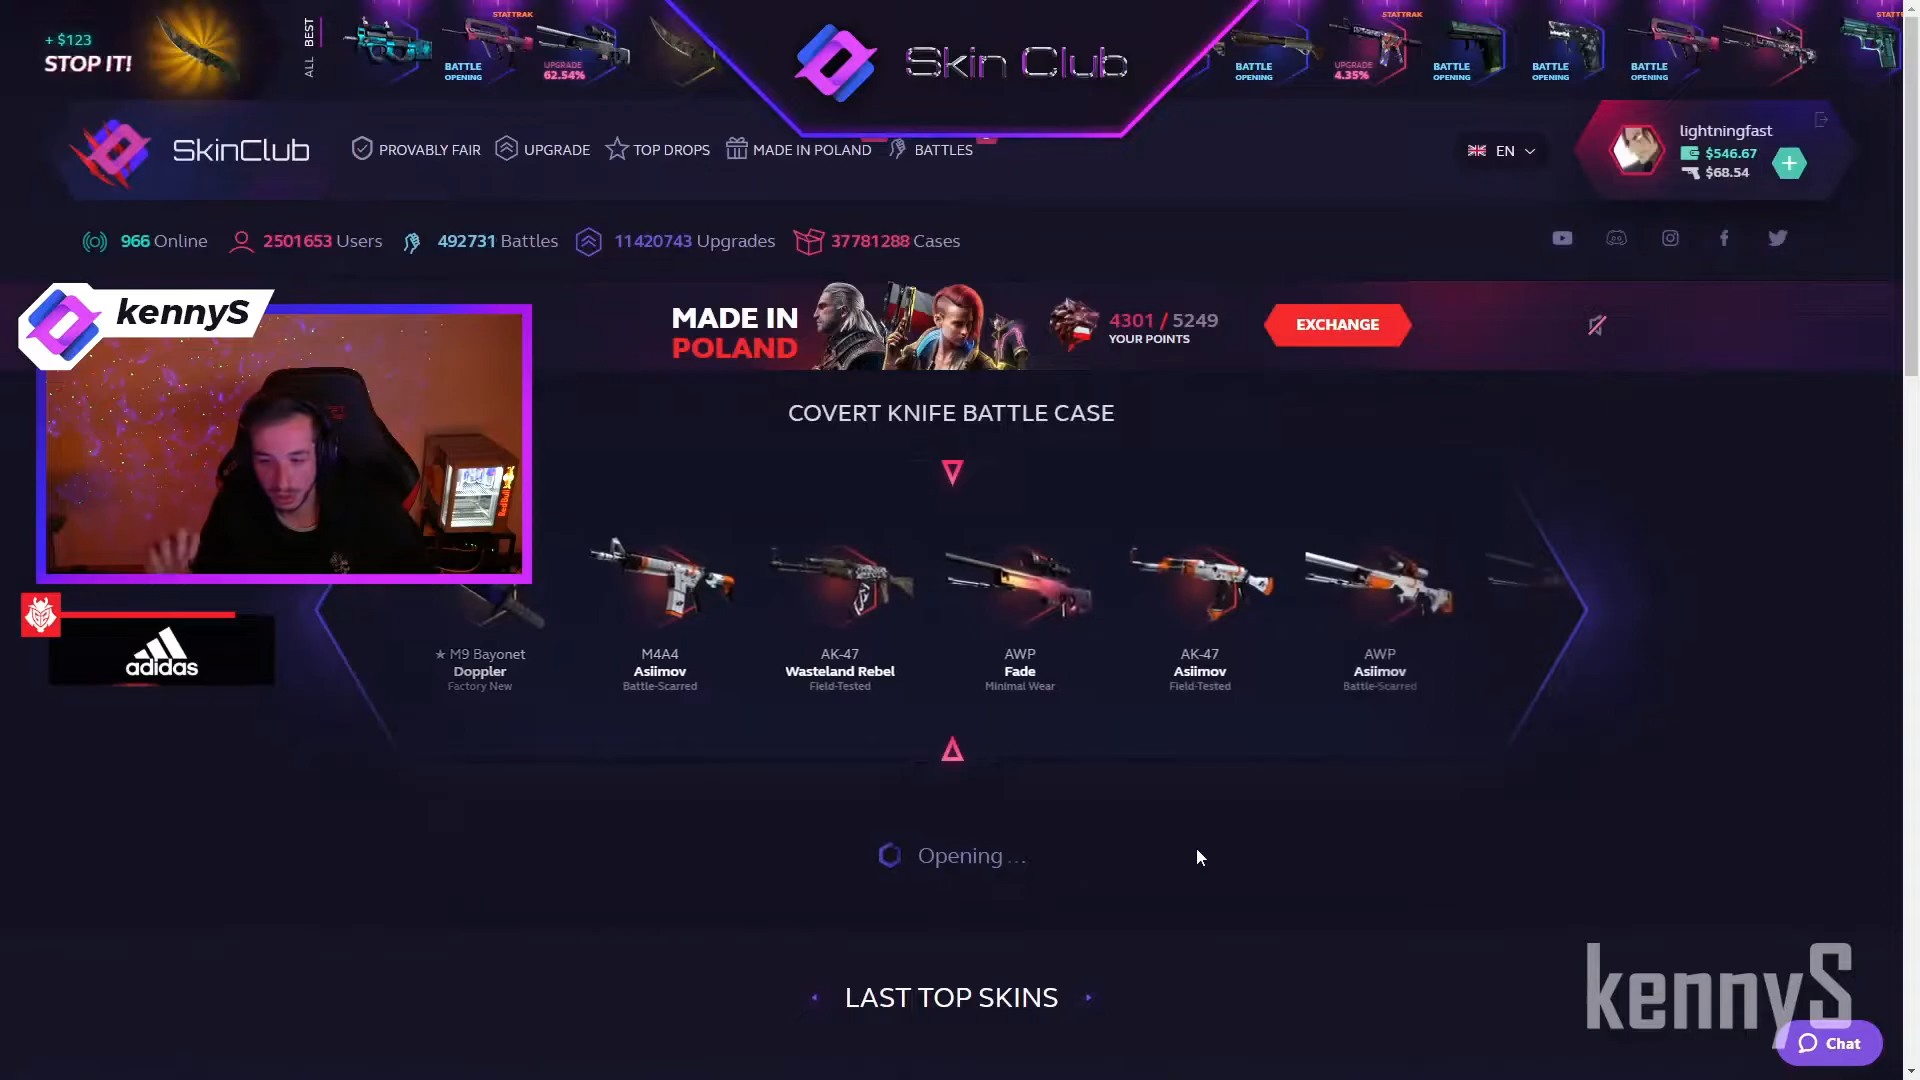 + $123
STOP IT!
ALL BEST
BATTLE
OPENING
STATTRAK
UPGRADE
62.54%
Skin Club
BATTLE
OPENING
STATTRAK
UPGRADE
4.35%
BATTLE
OPENING
BATTLE
OPENING
BATTLE
OPENING
SkinClub
PROVABLY FAIR
UPGRADE
TOP DROPS
MADE IN POLAND
BATTLES
EN
lightningfast
$546.67
$68.54
966 Online
2501653 Users
492731 Battles
11420743 Upgrades
37781288 Cases
kennyS
MADE IN
POLAND
4301 / 5249
YOUR POINTS
EXCHANGE
COVERT KNIFE BATTLE CASE
RedBull
★ M9 Bayonet
Doppler
Factory New
M4A4
Asiimov
Battle-Scarred
AK-47
Wasteland Rebel
Field-Tested
AWP
Fade
Minimal Wear
AK-47
Asiimov
Field-Tested
AWP
Asiimov
Battle-Scarred
adidas
Opening ...
LAST TOP SKINS
kennyS
Chat